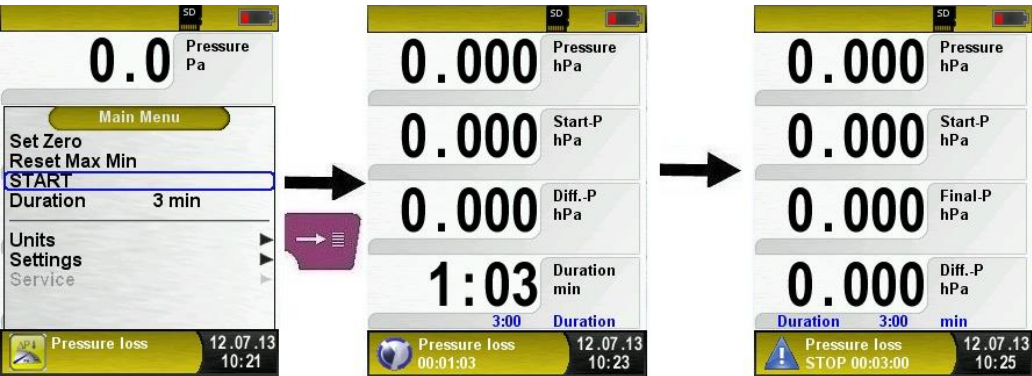 SD
0.0 Pressure
Pa
Main Menu
Set Zero
Reset Max Min
START
Duration 3 min
Units
Settings
Service
Pressure loss 12.07.13
10:21
SD
0.000 Pressure
hPa
0.000 Start-P
hPa
0.000 Diff.-P
hPa
1:03 Duration
min
3:00 Duration
Pressure loss 12.07.13
00:01:03 10:23
SD
0.000 Pressure
hPa
0.000 Start-P
hPa
0.000 Final-P
hPa
0.000 Diff.-P
hPa
Duration 3:00 min
Pressure loss 12.07.13
STOP 00:03:00 10:25